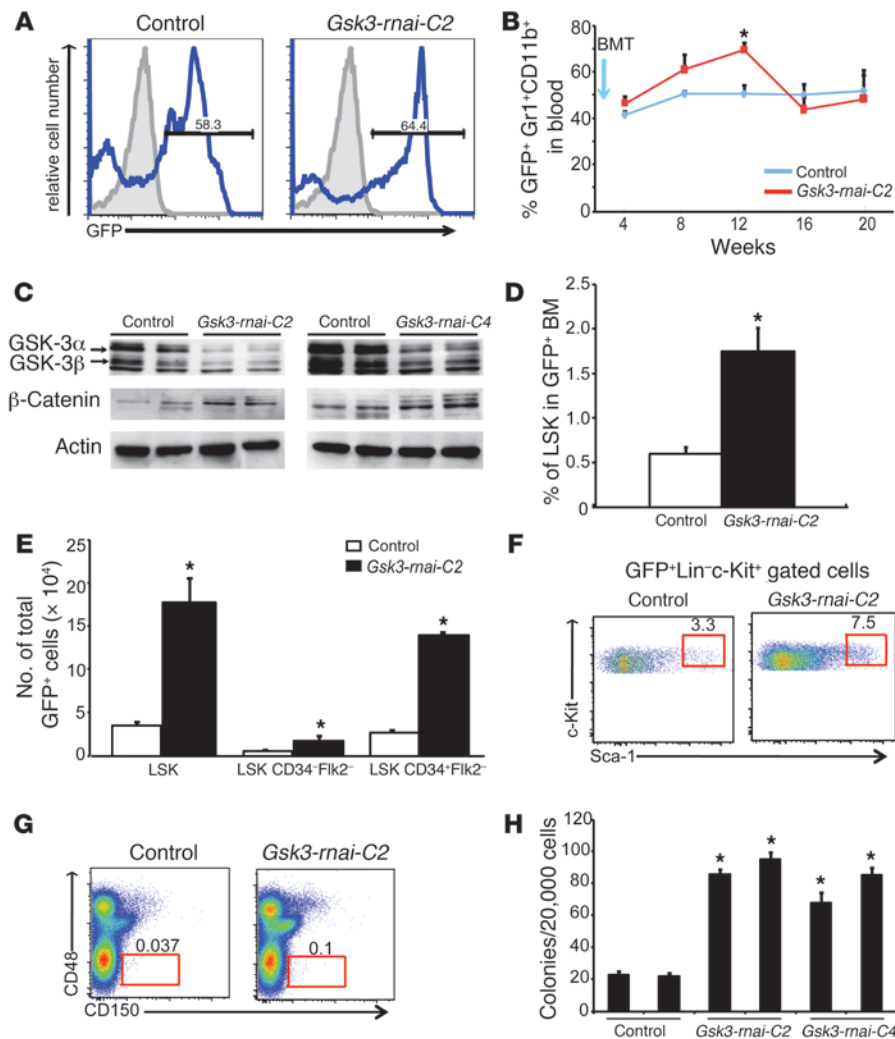 A
Control
Gsk3-rnai-C2
relative cell number
58.3
64.4
GFP
B
BMT
*
% GFP+ Gr1+CD11b+
in blood
80
60
40
20
0
4
8
12
16
20
Weeks
Control
Gsk3-rnai-C2
C
Control
Gsk3-rnai-C2
Control
Gsk3-rnai-C4
GSK-3α
GSK-3β
β-Catenin
Actin
D
% of LSK in GFP+ BM
2.5
2.0
1.5
1.0
0.5
0
*
Control
Gsk3-rnai-C2
E
No. of total
GFP+ cells (× 10⁴)
25
20
15
10
5
0
Control
Gsk3-rnai-C2
*
*
*
LSK
LSK CD34–Flk2–
LSK CD34+Flk2–
F
GFP+Lin–c-Kit+ gated cells
Control
Gsk3-rnai-C2
3.3
7.5
c-Kit
Sca-1
G
Control
Gsk3-rnai-C2
0.037
0.1
CD48
CD150
H
Colonies/20,000 cells
120
100
80
60
40
20
0
*
*
*
*
Control
Gsk3-rnai-C2
Gsk3-rnai-C4